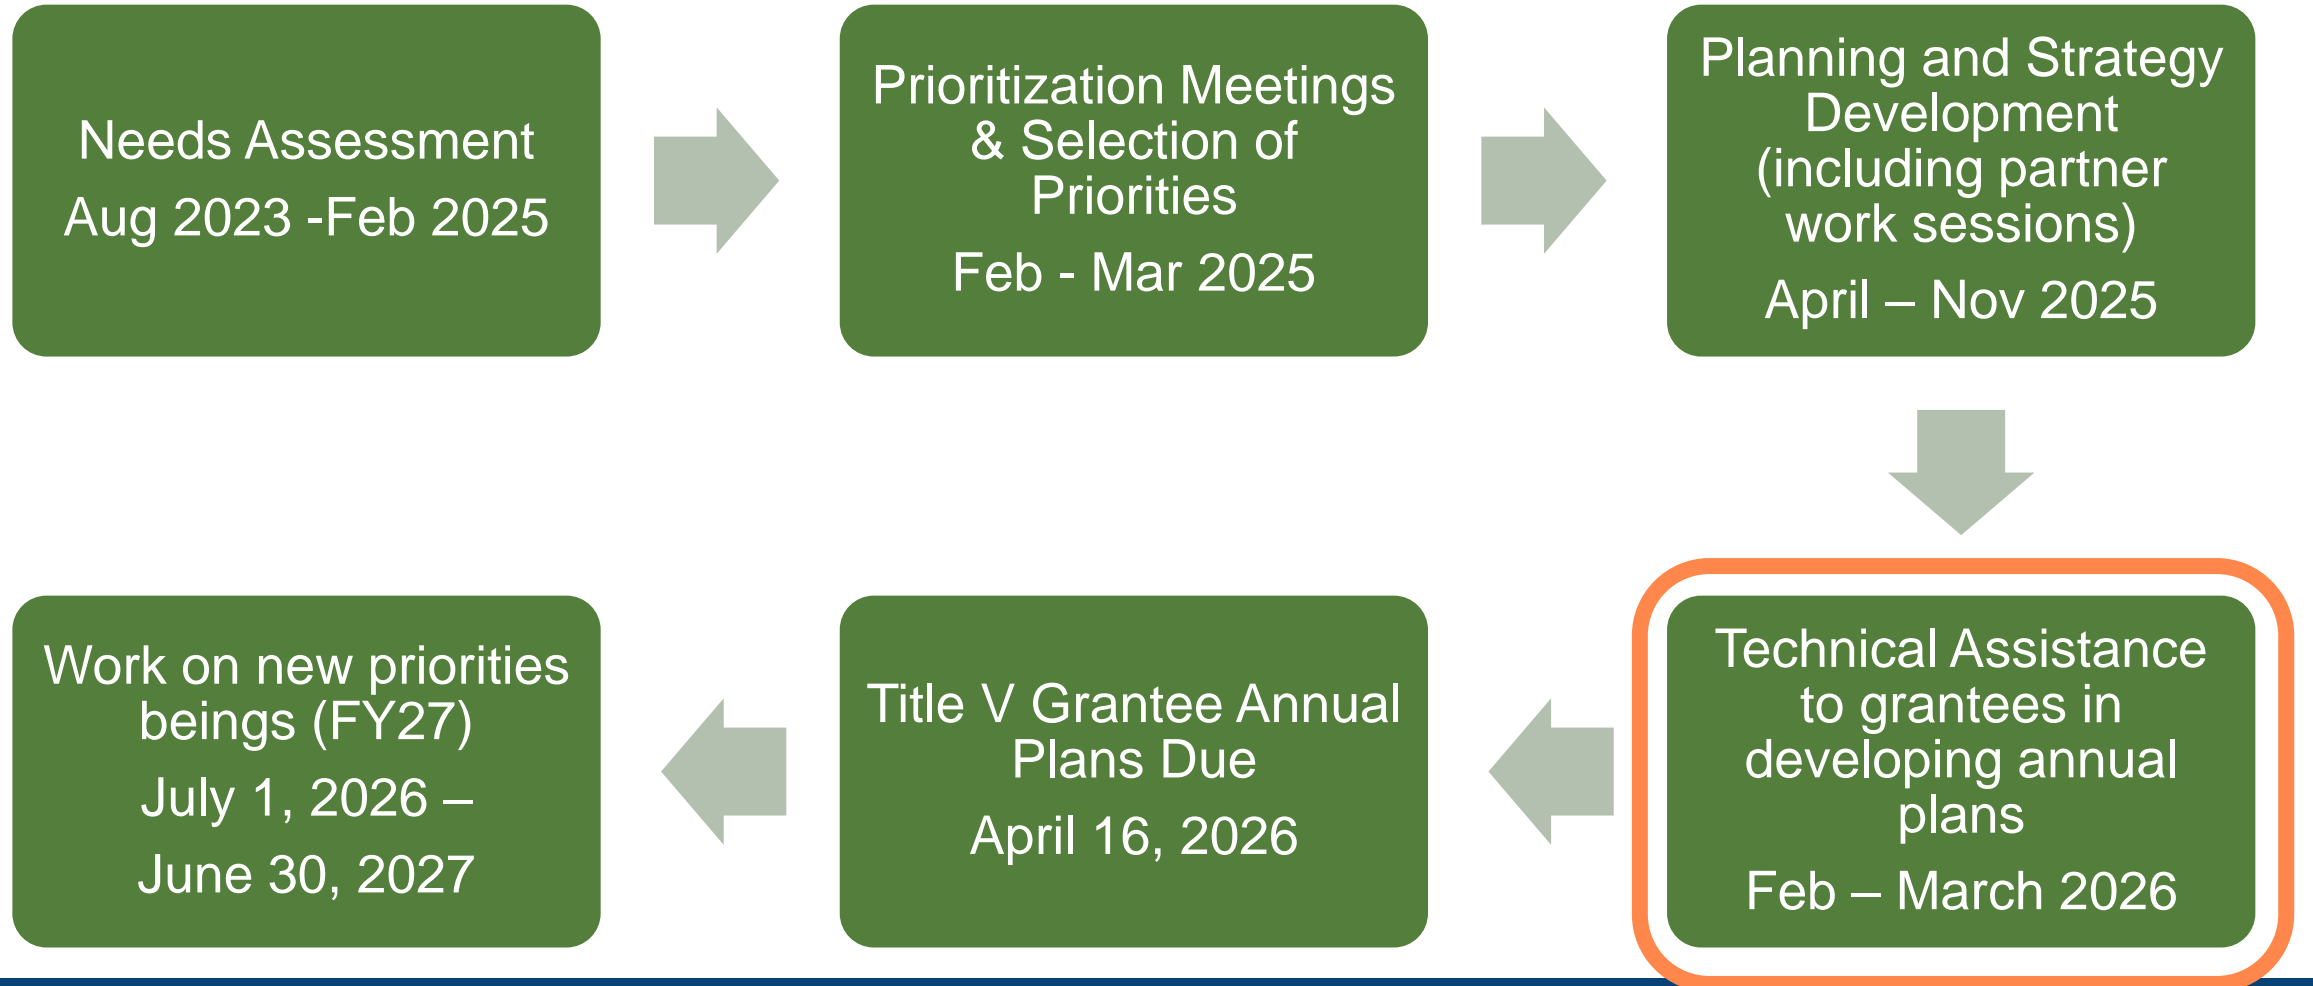 Needs Assessment
Aug 2023 -Feb 2025
Prioritization Meetings
& Selection of
Priorities
Feb - Mar 2025
Planning and Strategy
Development
(including partner
work sessions)
April – Nov 2025
Technical Assistance
to grantees in
developing annual
plans
Feb – March 2026
Title V Grantee Annual
Plans Due
April 16, 2026
Work on new priorities
beings (FY27)
July 1, 2026 –
June 30, 2027